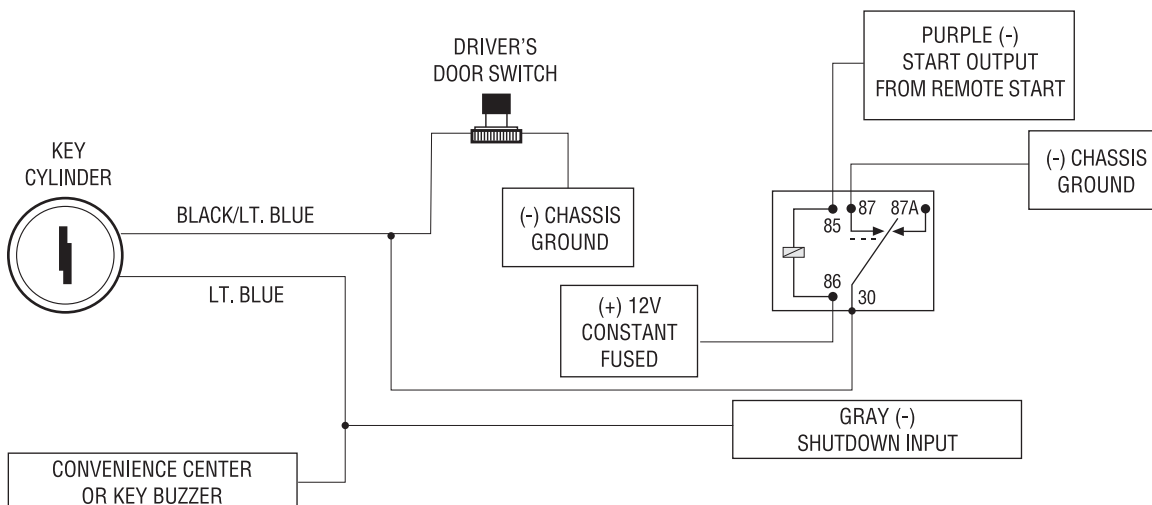 PURPLE (-)
START OUTPUT
FROM REMOTE START
DRIVER'S
DOOR SWITCH
KEY
CYLINDER
(-) CHASSIS
GROUND
BLACK/LT. BLUE
(-) CHASSIS
GROUND
87 87A
85
86
30
LT. BLUE
(+) 12V
CONSTANT
FUSED
GRAY (-)
SHUTDOWN INPUT
CONVENIENCE CENTER
OR KEY BUZZER